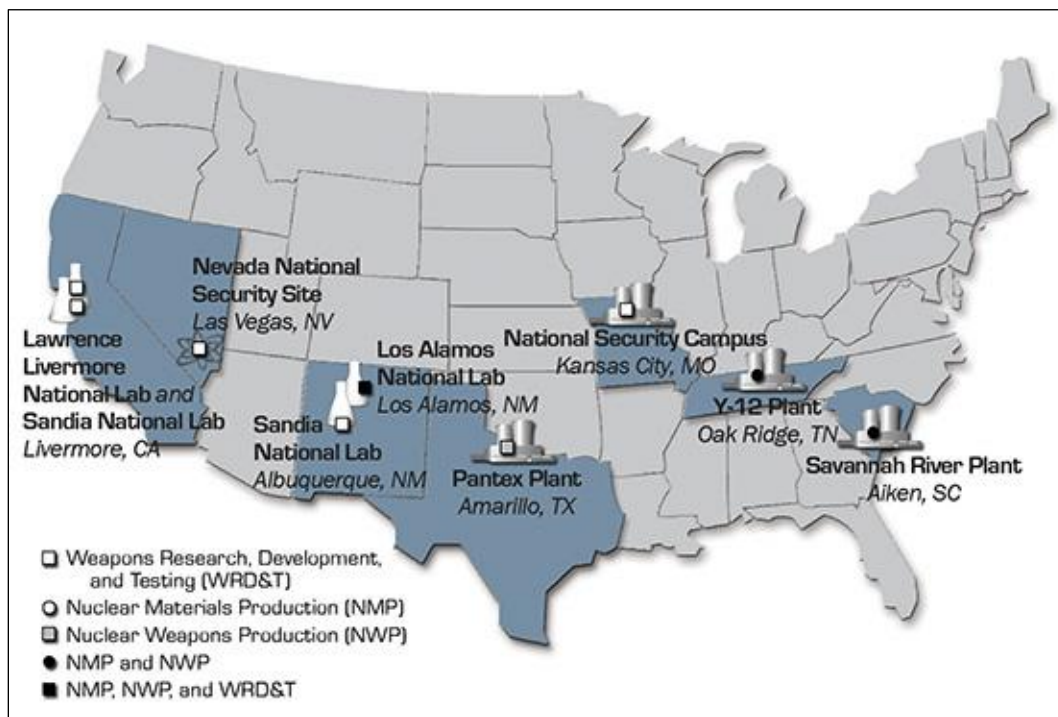 Nevada National
Security Site
Las Vegas, NV
Lawrence
Livermore
National Lab and
Sandia National Lab
Livermore, CA
Los Alamos
National Lab
Los Alamos, NM
Sandia
National Lab
Albuquerque, NM
National Security Campus
Kansas City, MO
Pantex Plant
Amarillo, TX
Y-12 Plant
Oak Ridge, TN
Savannah River Plant
Aiken, SC
Weapons Research, Development,
and Testing (WRD&T)
Nuclear Materials Production (NMP)
Nuclear Weapons Production (NWP)
NMP and NWP
NMP, NWP, and WRD&T